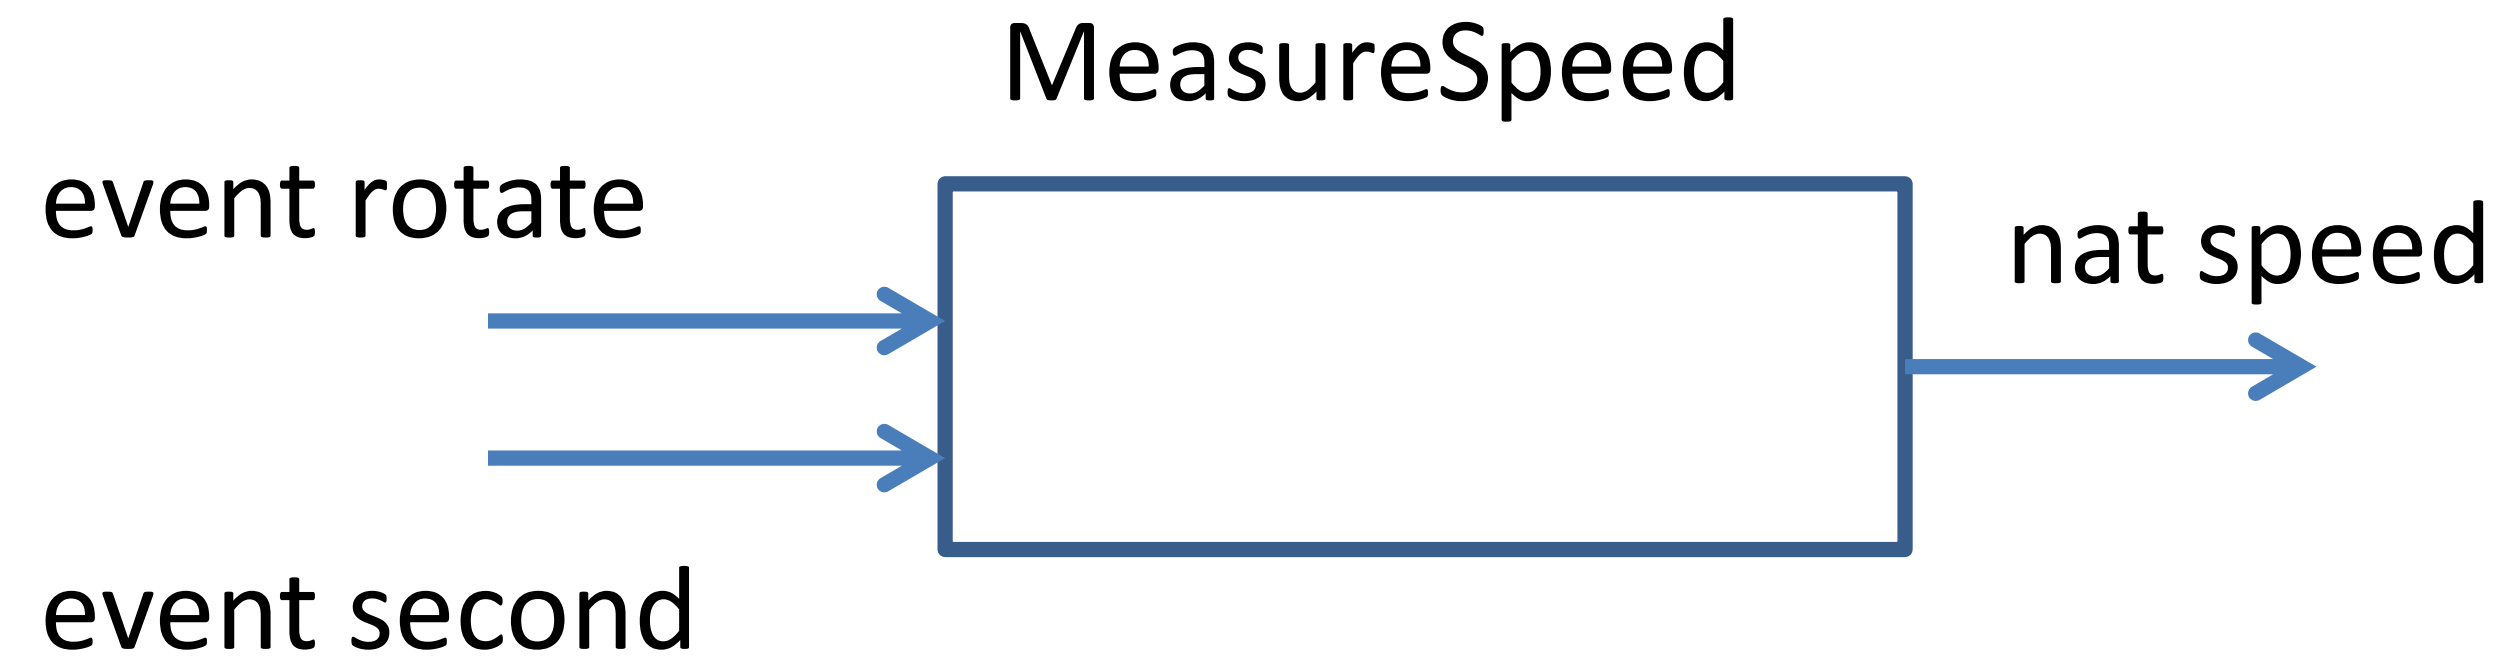 MeasureSpeed
event rotate
nat speed
event second